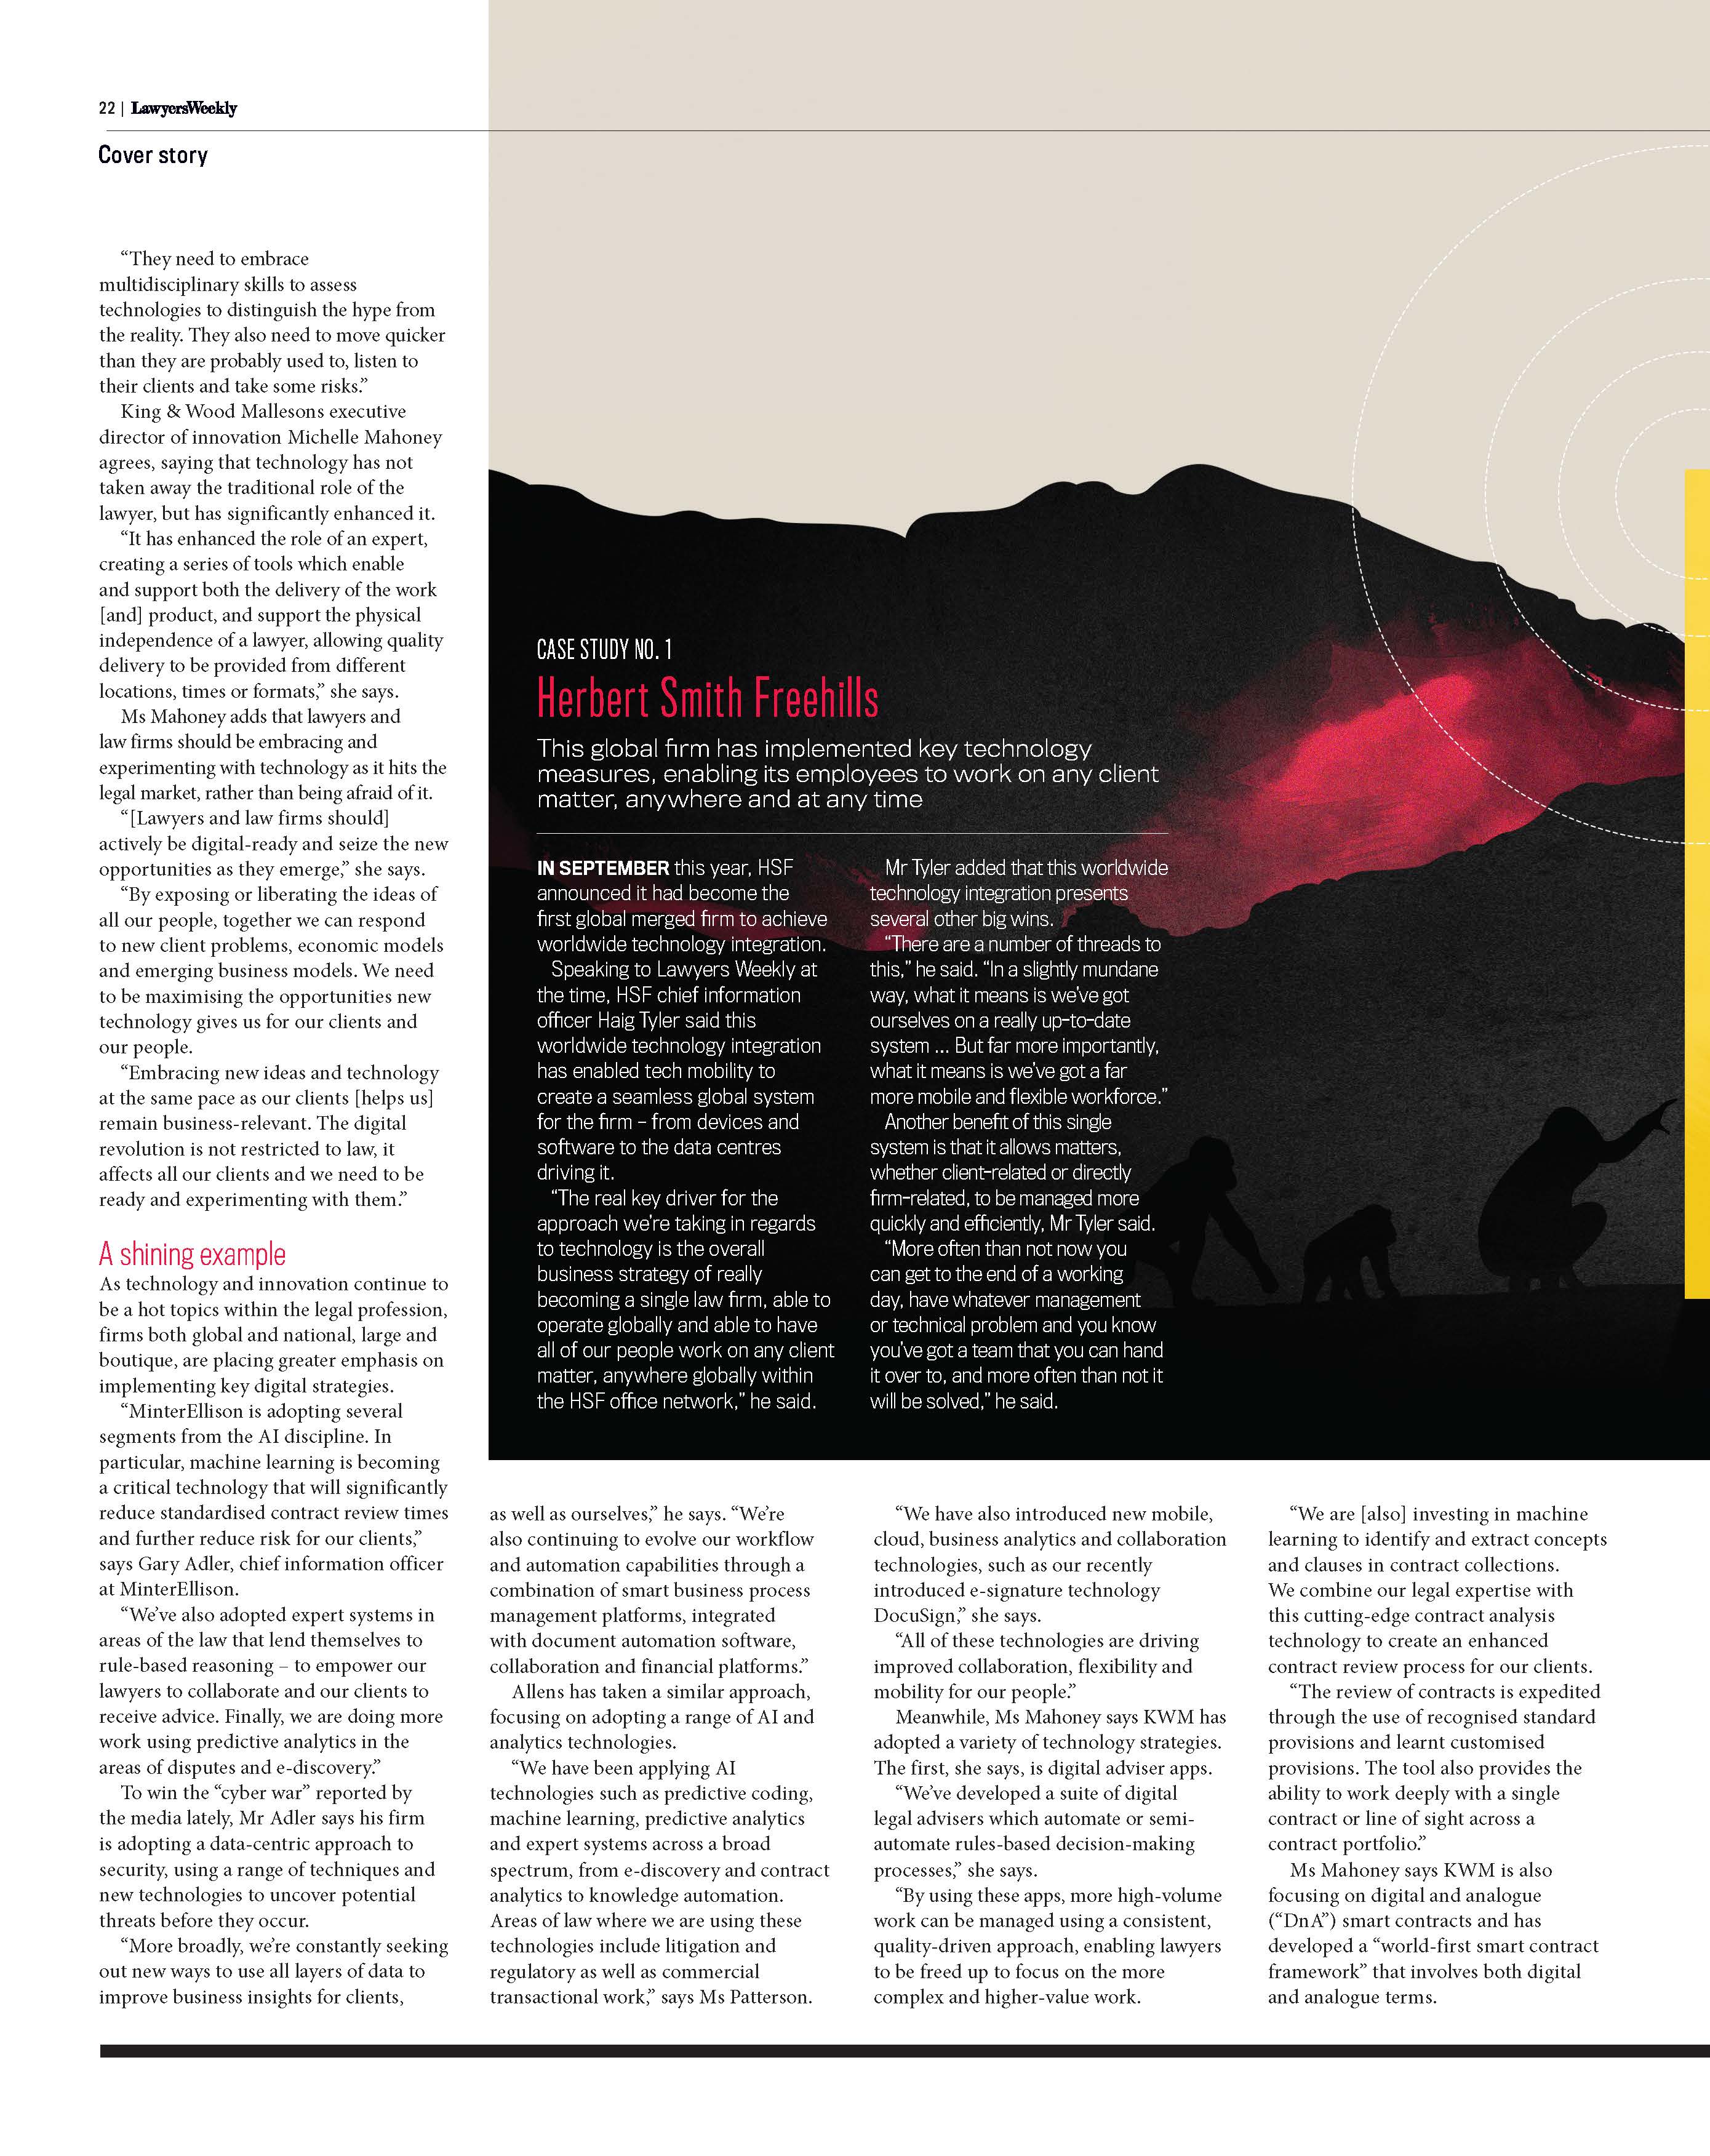 22 | LawyersWeekly
Cover story
“They need to embrace
multidisciplinary skills to assess
technologies to distinguish the hype from
the reality. They also need to move quicker
than they are probably used to, listen to
their clients and take some risks.”
King & Wood Mallesons executive
director of innovation Michelle Mahoney
agrees, saying that technology has not
taken away the traditional role of the
lawyer, but has significantly enhanced it.
“It has enhanced the role of an expert,
creating a series of tools which enable
and support both the delivery of the work
[and] product, and support the physical
independence of a lawyer, allowing quality
delivery to be provided from different
locations, times or formats,” she says.
Ms Mahoney adds that lawyers and
law firms should be embracing and
experimenting with technology as it hits the
legal market, rather than being afraid of it.
“[Lawyers and law firms should]
actively be digital-ready and seize the new
opportunities as they emerge,” she says.
“By exposing or liberating the ideas of
all our people, together we can respond
to new client problems, economic models
and emerging business models. We need
to be maximising the opportunities new
technology gives us for our clients and
our people.
“Embracing new ideas and technology
at the same pace as our clients [helps us]
remain business-relevant. The digital
revolution is not restricted to law, it
affects all our clients and we need to be
ready and experimenting with them.”
A shining example
As technology and innovation continue to
be a hot topics within the legal profession,
firms both global and national, large and
boutique, are placing greater emphasis on
implementing key digital strategies.
“MinterEllison is adopting several
segments from the AI discipline. In
particular, machine learning is becoming
a critical technology that will significantly
reduce standardised contract review times
and further reduce risk for our clients,”
says Gary Adler, chief information officer
at MinterEllison.
“We’ve also adopted expert systems in
areas of the law that lend themselves to
rule-based reasoning – to empower our
lawyers to collaborate and our clients to
receive advice. Finally, we are doing more
work using predictive analytics in the
areas of disputes and e-discovery.”
To win the “cyber war” reported by
the media lately, Mr Adler says his firm
is adopting a data-centric approach to
security, using a range of techniques and
new technologies to uncover potential
threats before they occur.
“More broadly, we’re constantly seeking
out new ways to use all layers of data to
improve business insights for clients,
CASE STUDY NO. 1
Herbert Smith Freehills
This global firm has implemented key technology
measures, enabling its employees to work on any client
matter, anywhere and at any time
IN SEPTEMBER this year, HSF
announced it had become the
first global merged firm to achieve
worldwide technology integration.
Speaking to Lawyers Weekly at
the time, HSF chief information
officer Haig Tyler said this
worldwide technology integration
has enabled tech mobility to
create a seamless global system
for the firm – from devices and
software to the data centres
driving it.
“The real key driver for the
approach we’re taking in regards
to technology is the overall
business strategy of really
becoming a single law firm, able to
operate globally and able to have
all of our people work on any client
matter, anywhere globally within
the HSF office network,” he said.
Mr Tyler added that this worldwide
technology integration presents
several other big wins.
“There are a number of threads to
this,” he said. “In a slightly mundane
way, what it means is we’ve got
ourselves on a really up-to-date
system ... But far more importantly,
what it means is we’ve got a far
more mobile and flexible workforce.”
Another benefit of this single
system is that it allows matters,
whether client-related or directly
firm-related, to be managed more
quickly and efficiently, Mr Tyler said.
“More often than not now you
can get to the end of a working
day, have whatever management
or technical problem and you know
you’ve got a team that you can hand
it over to, and more often than not it
will be solved,” he said.
as well as ourselves,” he says. “We’re
also continuing to evolve our workflow
and automation capabilities through a
combination of smart business process
management platforms, integrated
with document automation software,
collaboration and financial platforms.”
Allens has taken a similar approach,
focusing on adopting a range of AI and
analytics technologies.
“We have been applying AI
technologies such as predictive coding,
machine learning, predictive analytics
and expert systems across a broad
spectrum, from e-discovery and contract
analytics to knowledge automation.
Areas of law where we are using these
technologies include litigation and
regulatory as well as commercial
transactional work,” says Ms Patterson.
“We have also introduced new mobile,
cloud, business analytics and collaboration
technologies, such as our recently
introduced e-signature technology
DocuSign,” she says.
“All of these technologies are driving
improved collaboration, flexibility and
mobility for our people.”
Meanwhile, Ms Mahoney says KWM has
adopted a variety of technology strategies.
The first, she says, is digital adviser apps.
“We’ve developed a suite of digital
legal advisers which automate or semi-
automate rules-based decision-making
processes,” she says.
“By using these apps, more high-volume
work can be managed using a consistent,
quality-driven approach, enabling lawyers
to be freed up to focus on the more
complex and higher-value work.
“We are [also] investing in machine
learning to identify and extract concepts
and clauses in contract collections.
We combine our legal expertise with
this cutting-edge contract analysis
technology to create an enhanced
contract review process for our clients.
“The review of contracts is expedited
through the use of recognised standard
provisions and learnt customised
provisions. The tool also provides the
ability to work deeply with a single
contract or line of sight across a
contract portfolio.”
Ms Mahoney says KWM is also
focusing on digital and analogue
(“DnA”) smart contracts and has
developed a “world-first smart contract
framework” that involves both digital
and analogue terms.